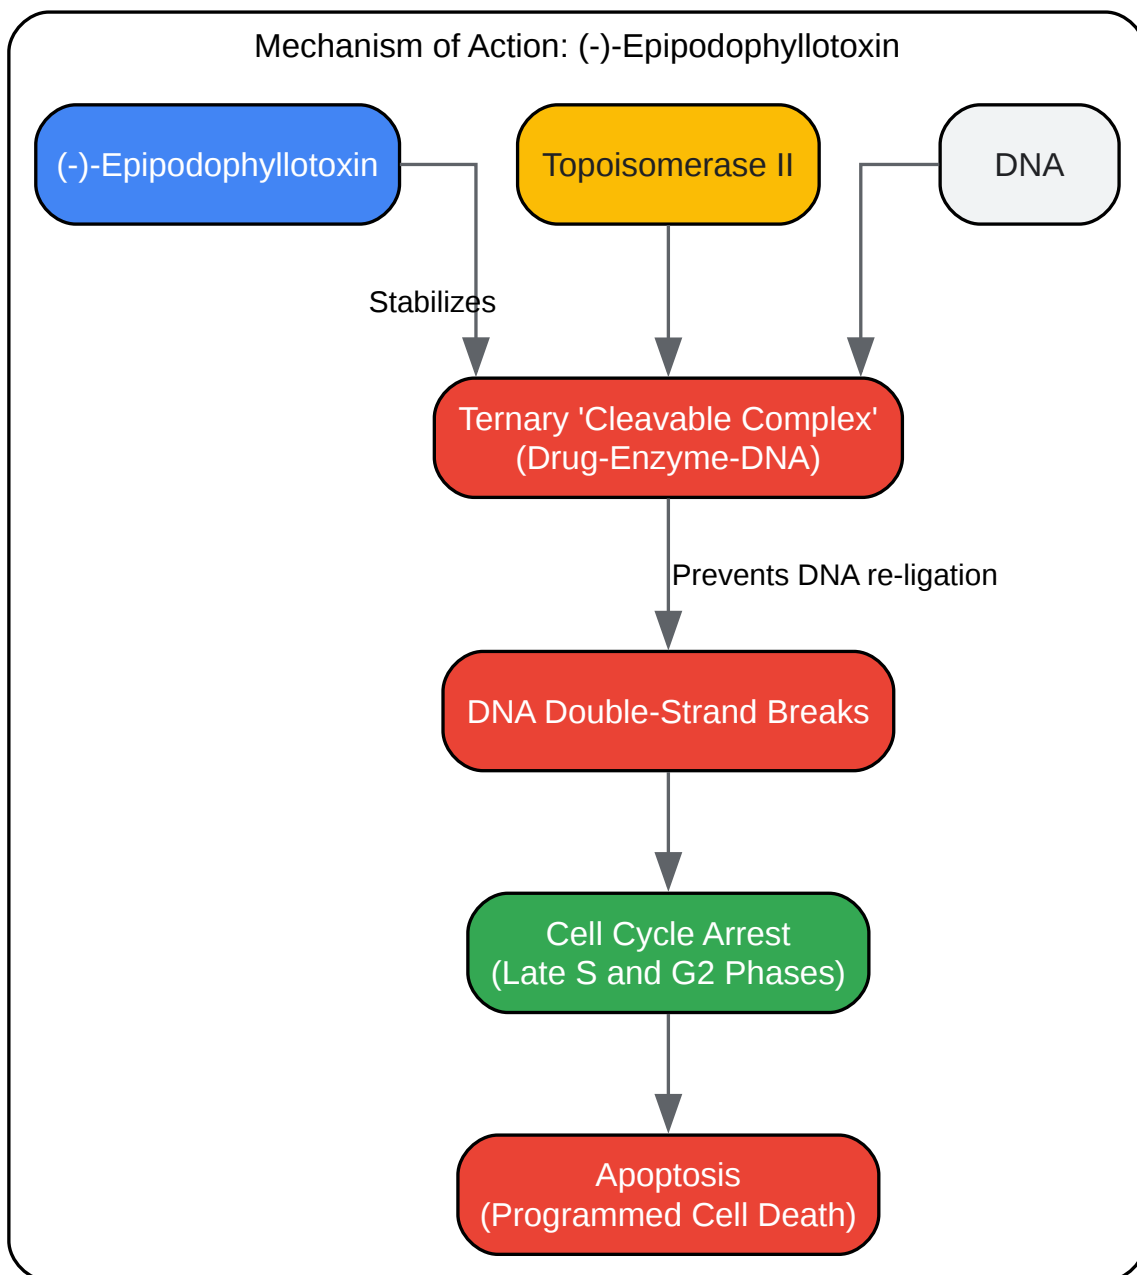 Mechanism of Action: (-)-Epipodophyllotoxin
(-)-Epipodophyllotoxin
Topoisomerase II
DNA
Stabilizes
Ternary 'Cleavable Complex'
(Drug-Enzyme-DNA)
Prevents DNA re-ligation
DNA Double-Strand Breaks
Cell Cycle Arrest
(Late S and G2 Phases)
Apoptosis
(Programmed Cell Death)